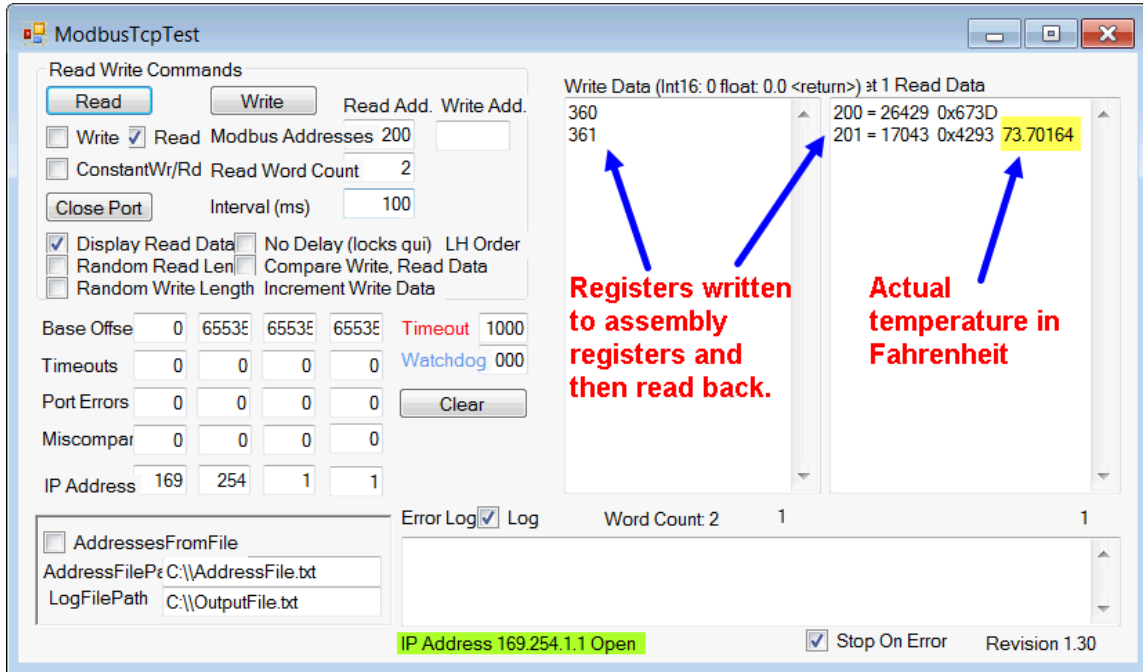 ModbusTcpTest
Read Write Commands
Read Write Read Add. Write Add.
Write Read Modbus Addresses 200
ConstantWr/Rd Read Word Count 2
Close Port Interval (ms) 100
Display Read Data No Delay (locks qui) LH Order
Random Read Len Compare Write, Read Data
Random Write Length Increment Write Data
Base Offse 0 65535 65535 65535 Timeout 1000
Timeouts 0 0 0 0 Watchdog 000
Port Errors 0 0 0 0 Clear
Miscompar 0 0 0 0
IP Address 169 254 1 1
AddressesFromFile
AddressFilePa C:\\AddressFile.txt
LogFilePath C:\\OutputFile.txt
Write Data (Int16: 0 float: 0.0 <return>) et 1 Read Data
360
361
200 = 26429 0x673D
201 = 17043 0x4293 73.70164
Registers written
to assembly
registers and
then read back.
Actual
temperature in
Fahrenheit
Error Log Log Word Count: 2 1 1
IP Address 169.254.1.1 Open
Stop On Error Revision 1.30